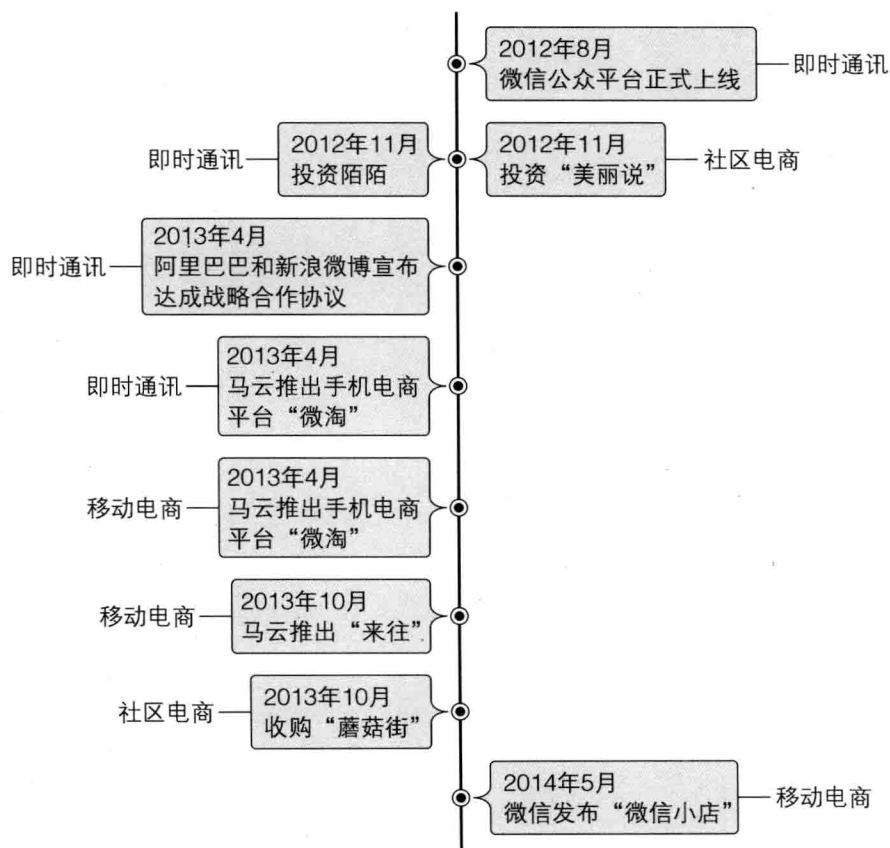 2012年8月
微信公众平台正式上线
即时通讯
即时通讯
2012年11月
投资陌陌
2012年11月
投资“美丽说”
社区电商
即时通讯
2013年4月
阿里巴巴和新浪微博宣布
达成战略合作协议
即时通讯
2013年4月
马云推出手机电商
平台“微淘”
移动电商
2013年4月
马云推出手机电商
平台“微淘”
移动电商
2013年10月
马云推出“来往”
社区电商
2013年10月
收购“蘑菇街”
2014年5月
微信发布“微信小店”
移动电商